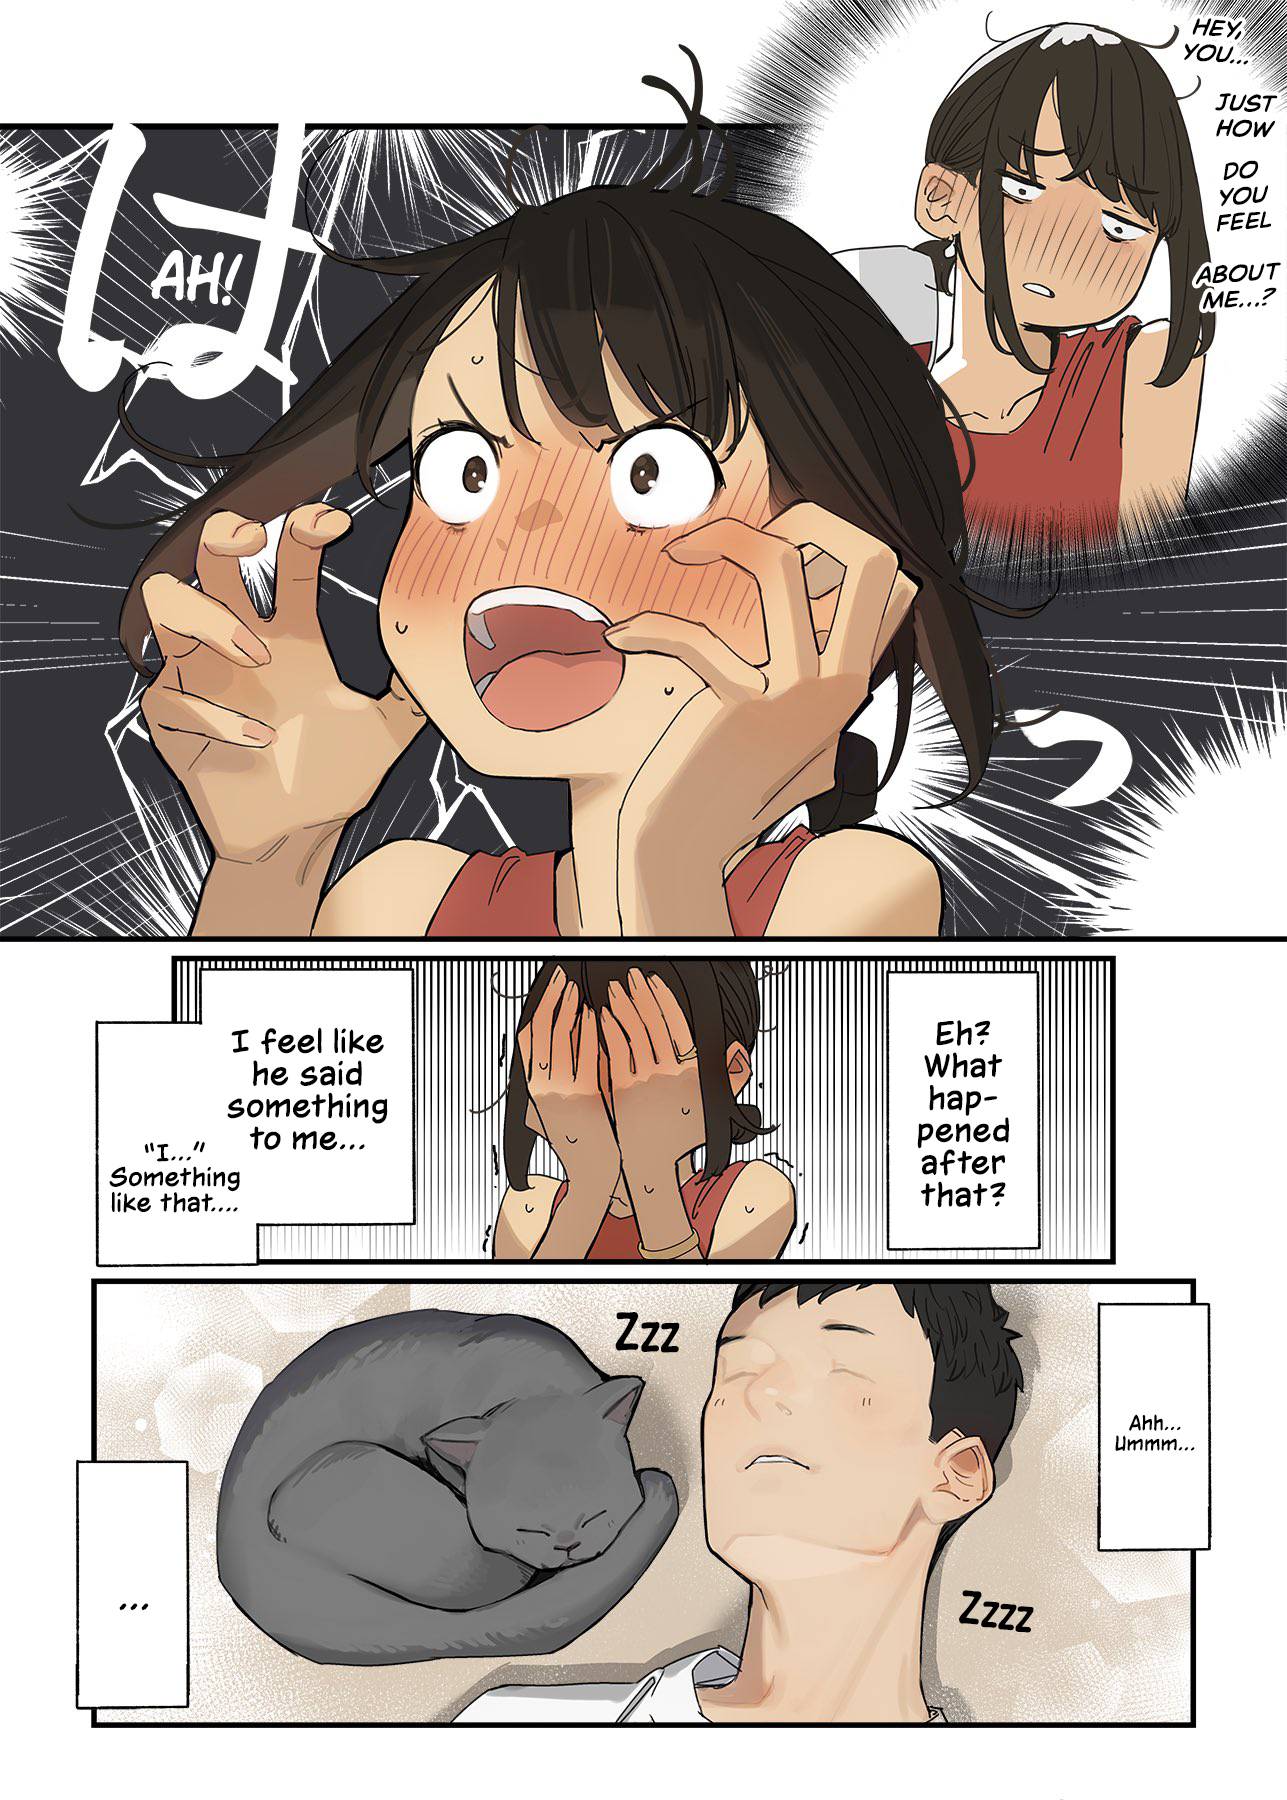 HEY,
YOU...
JUST
HOW
DO
YOU
FEEL
ABOUT
ME...?
はっ
AH!
Eh?
What
hap-
pened
after
that?
I feel like
he said
something
to me...
"I..."
Something
like that....
Ahh...
Ummm...
Zzz
Zzzz
...